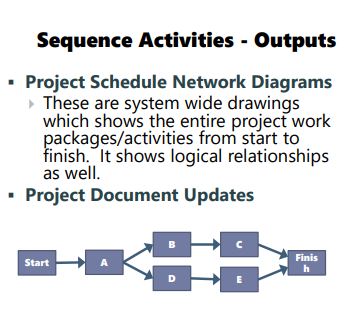 Sequence Activities - Outputs
▪ Project Schedule Network Diagrams
These are system wide drawings
which shows the entire project work
packages/activities from start to
finish. It shows logical relationships
as well.
▪ Project Document Updates
B
C
Start
A
Finis
h
D
E